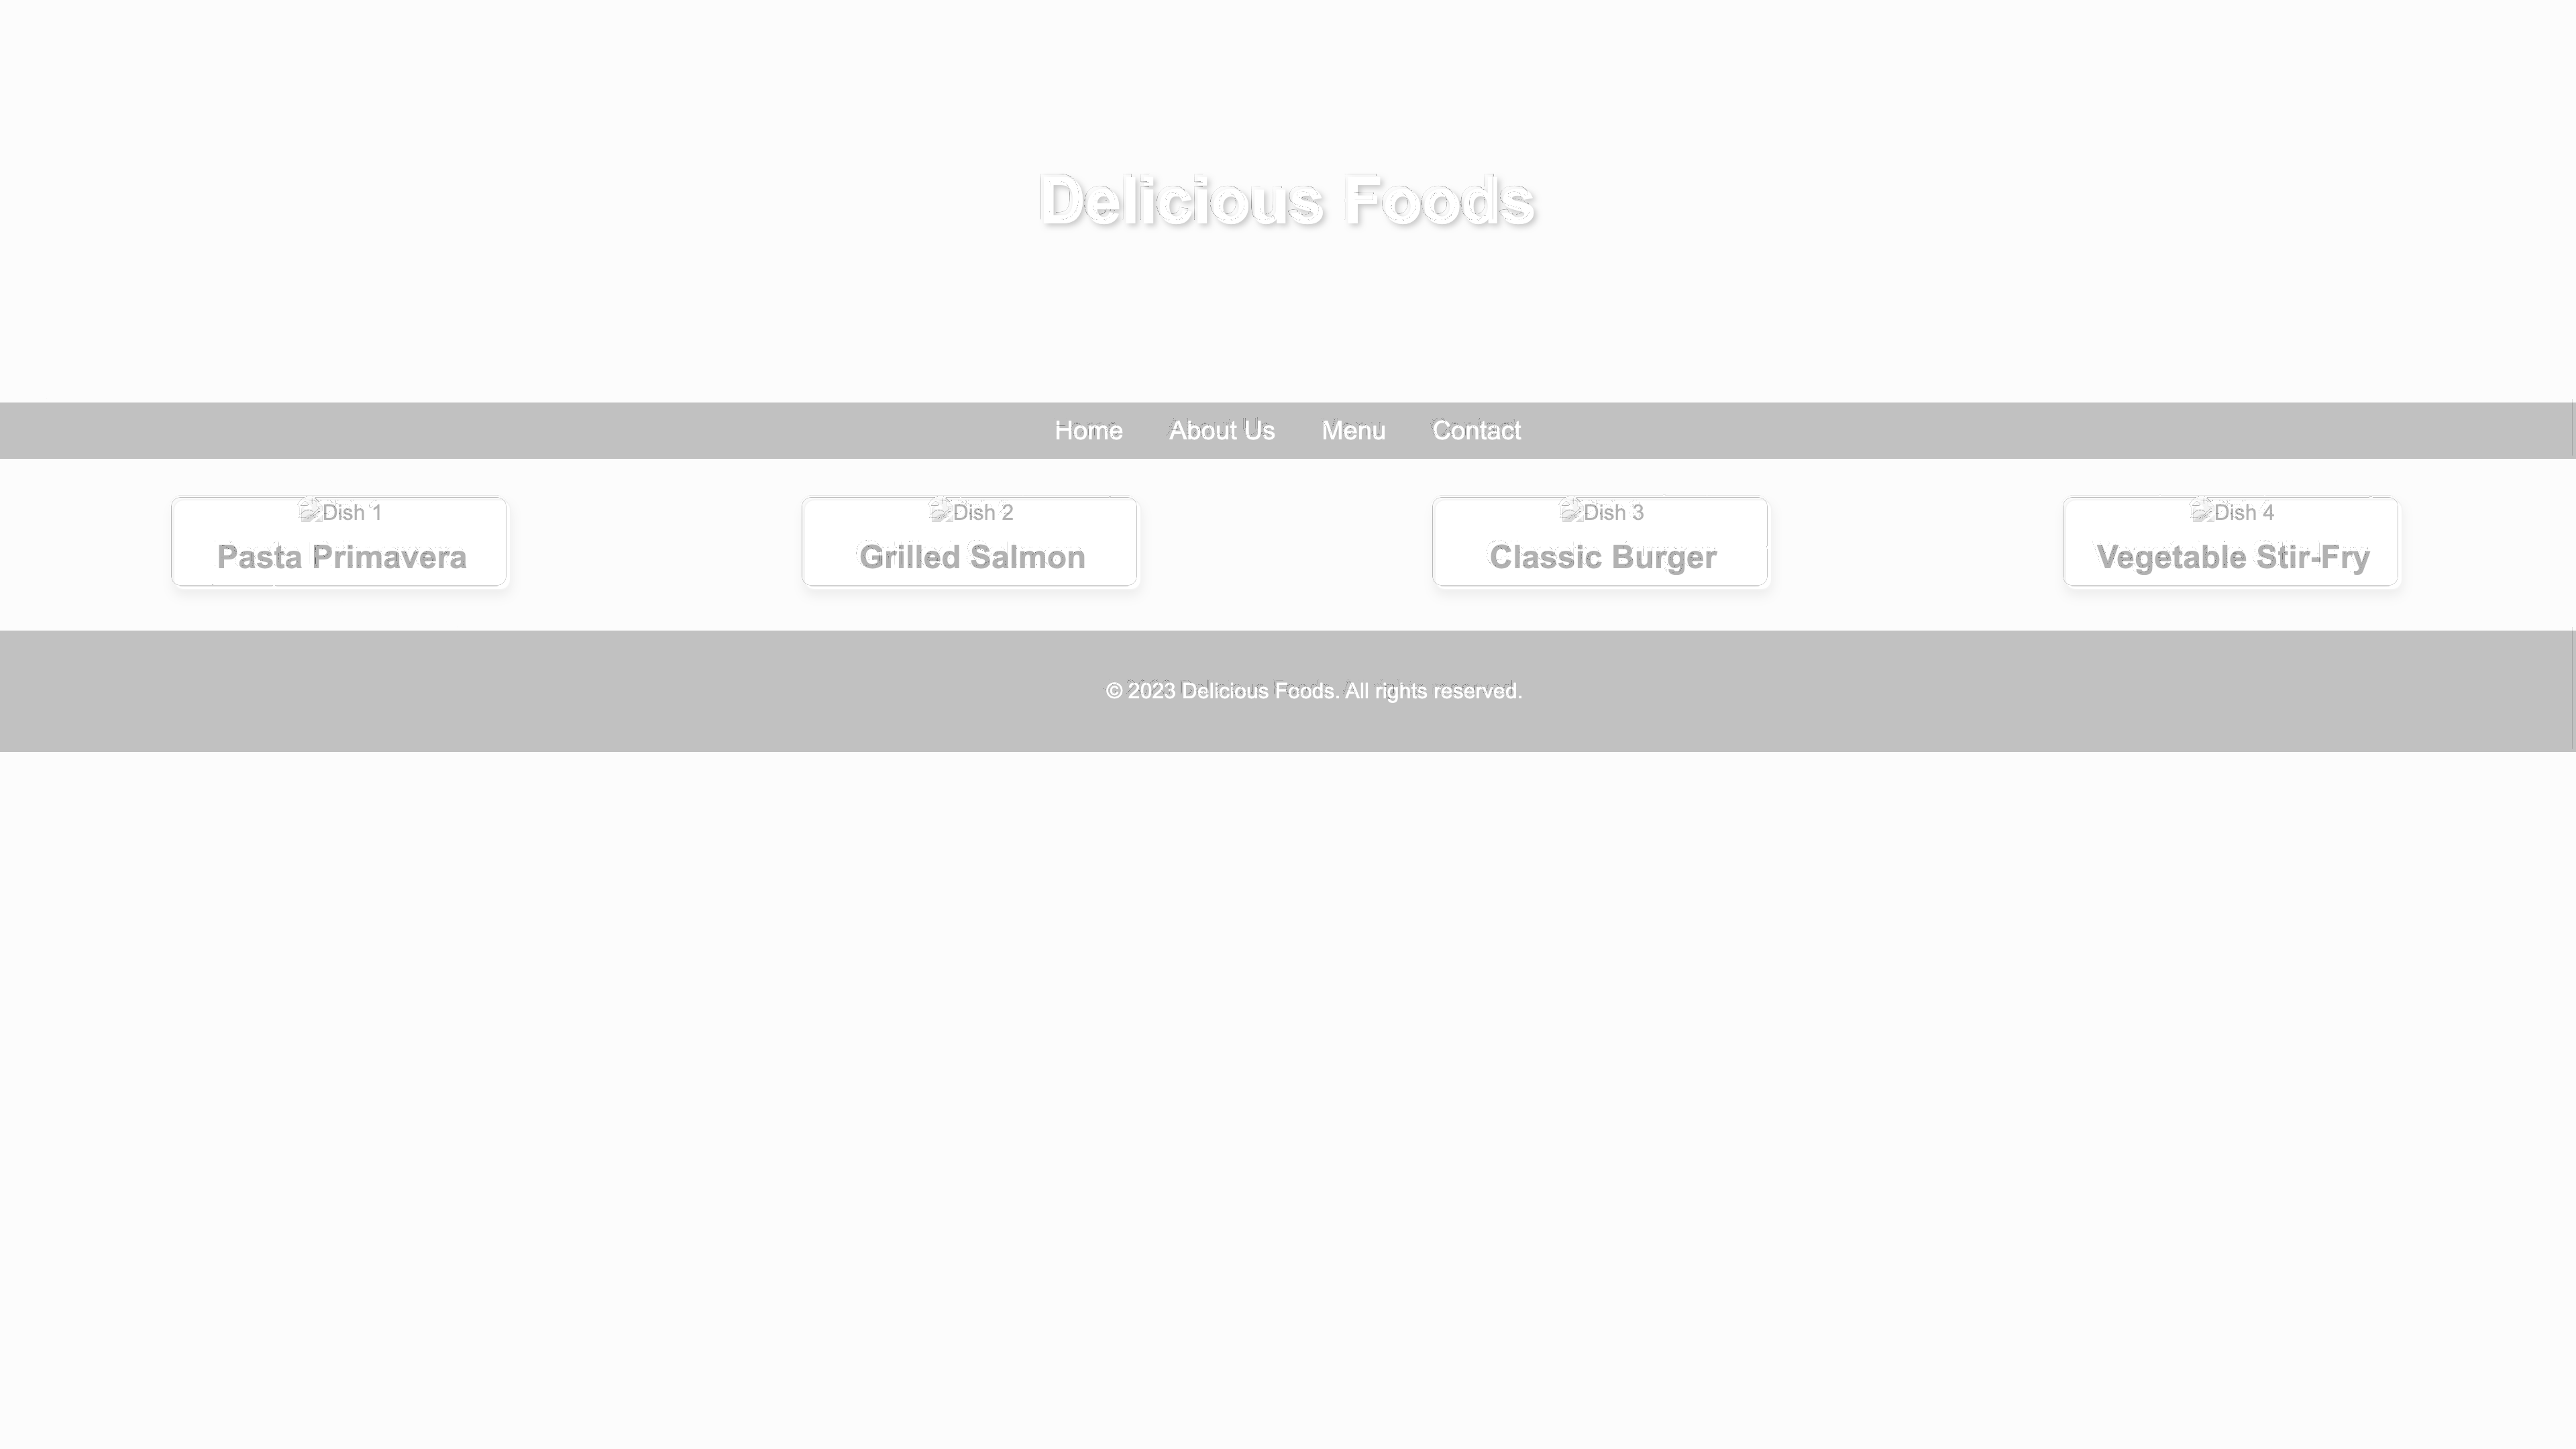 Delicious Foods
Home About Us Menu Contact
Dish 1 Dish 2 Dish 3 Dish 4
Pasta Primavera Grilled Salmon Classic Burger Vegetable Stir-Fry
© 2023 Delicious Foods. All rights reserved.